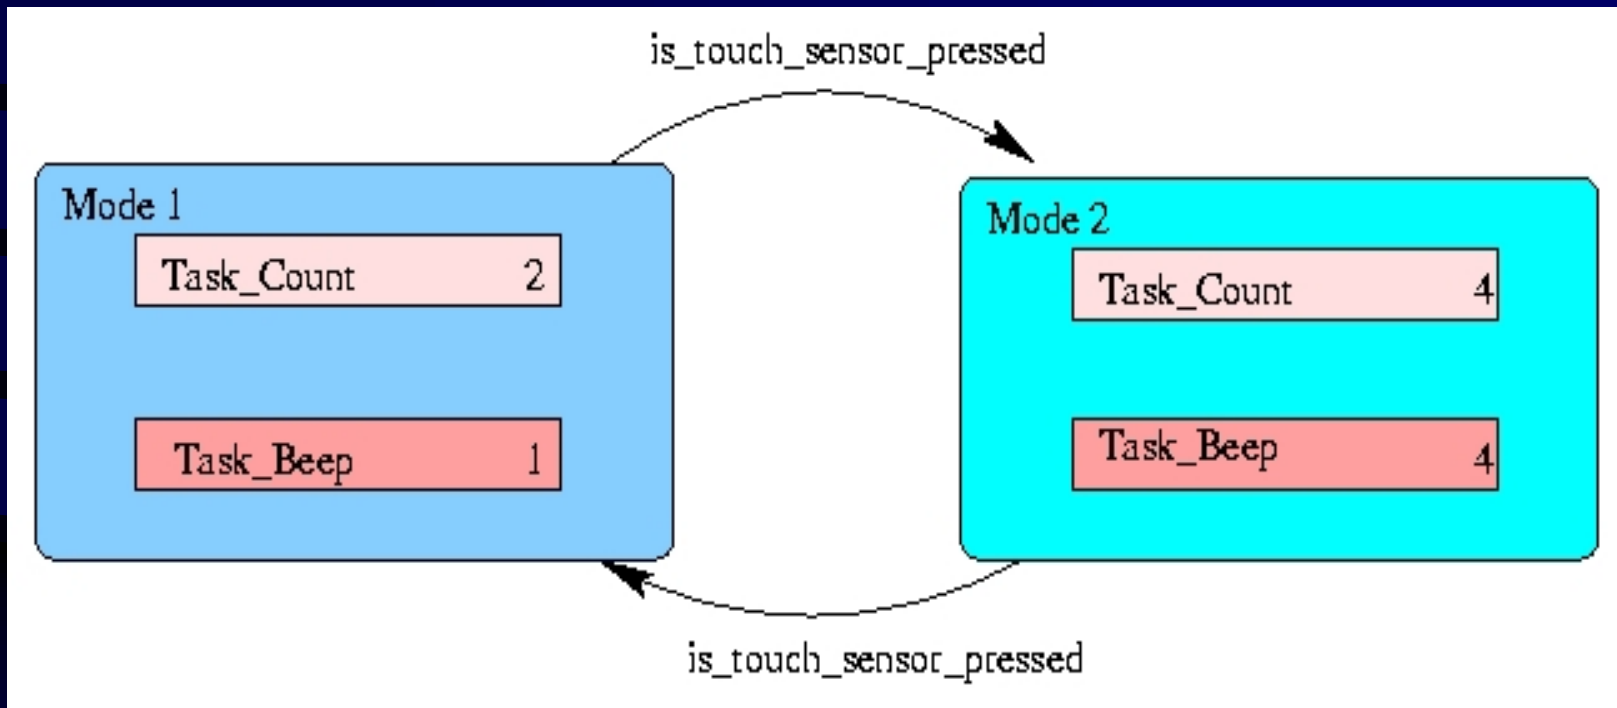 is_touch_sensor_pressed
Mode 1
Task_Count 2
Task_Beep 1
Mode 2
Task_Count 4
Task_Beep 4
is_touch_sensor_pressed